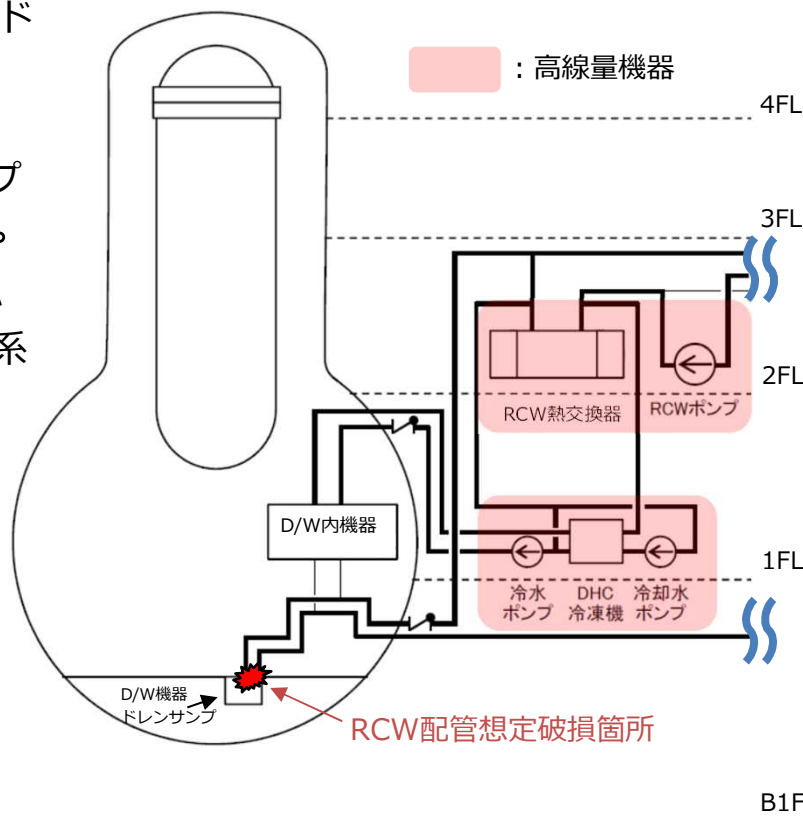 ド
：高線量機器
4FL
プ
3FL
系
2FL
RCW熱交換器
RCWポンプ
D/W内機器
1FL
冷水
ポンプ
DHC
冷凍機
冷却水
ポンプ
D/W機器
ドレンサンプ
RCW配管想定破損箇所
B1F